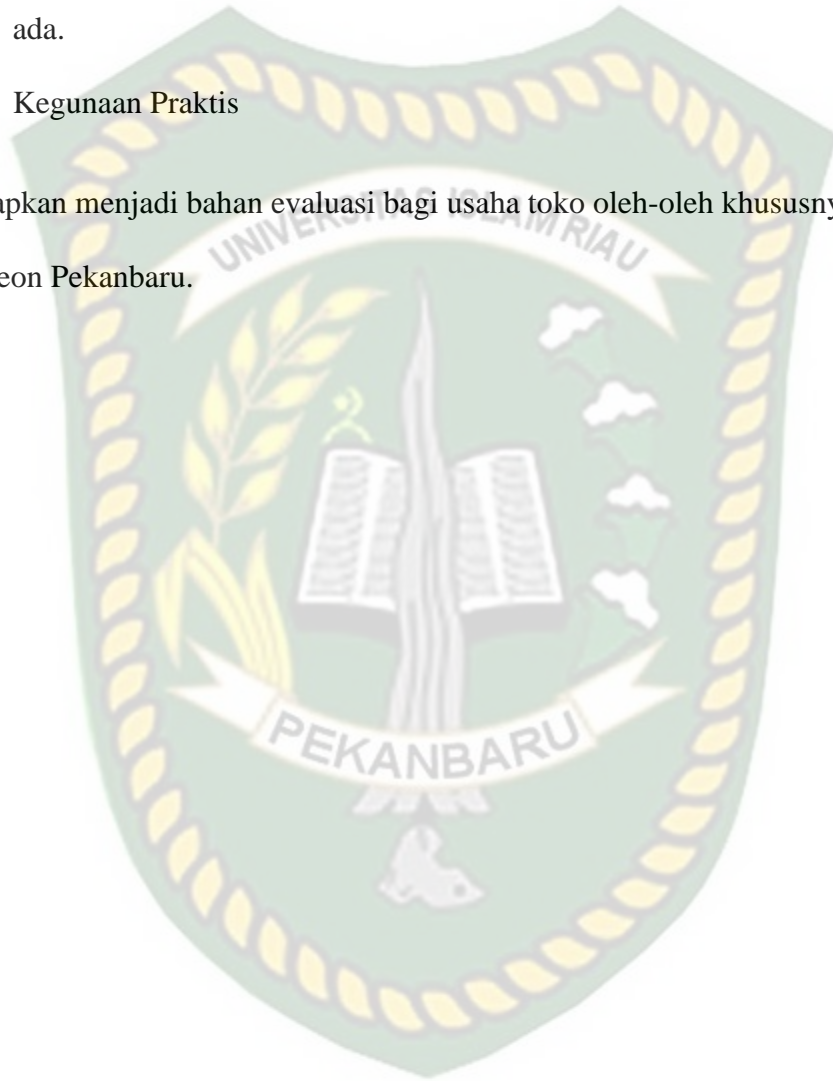 ada.
Kegunaan Praktis
apkan menjadi bahan evaluasi bagi usaha toko oleh-oleh khususny
eon Pekanbaru.
UNIVERSITAS ISLAM RIAU
PEKANBARU